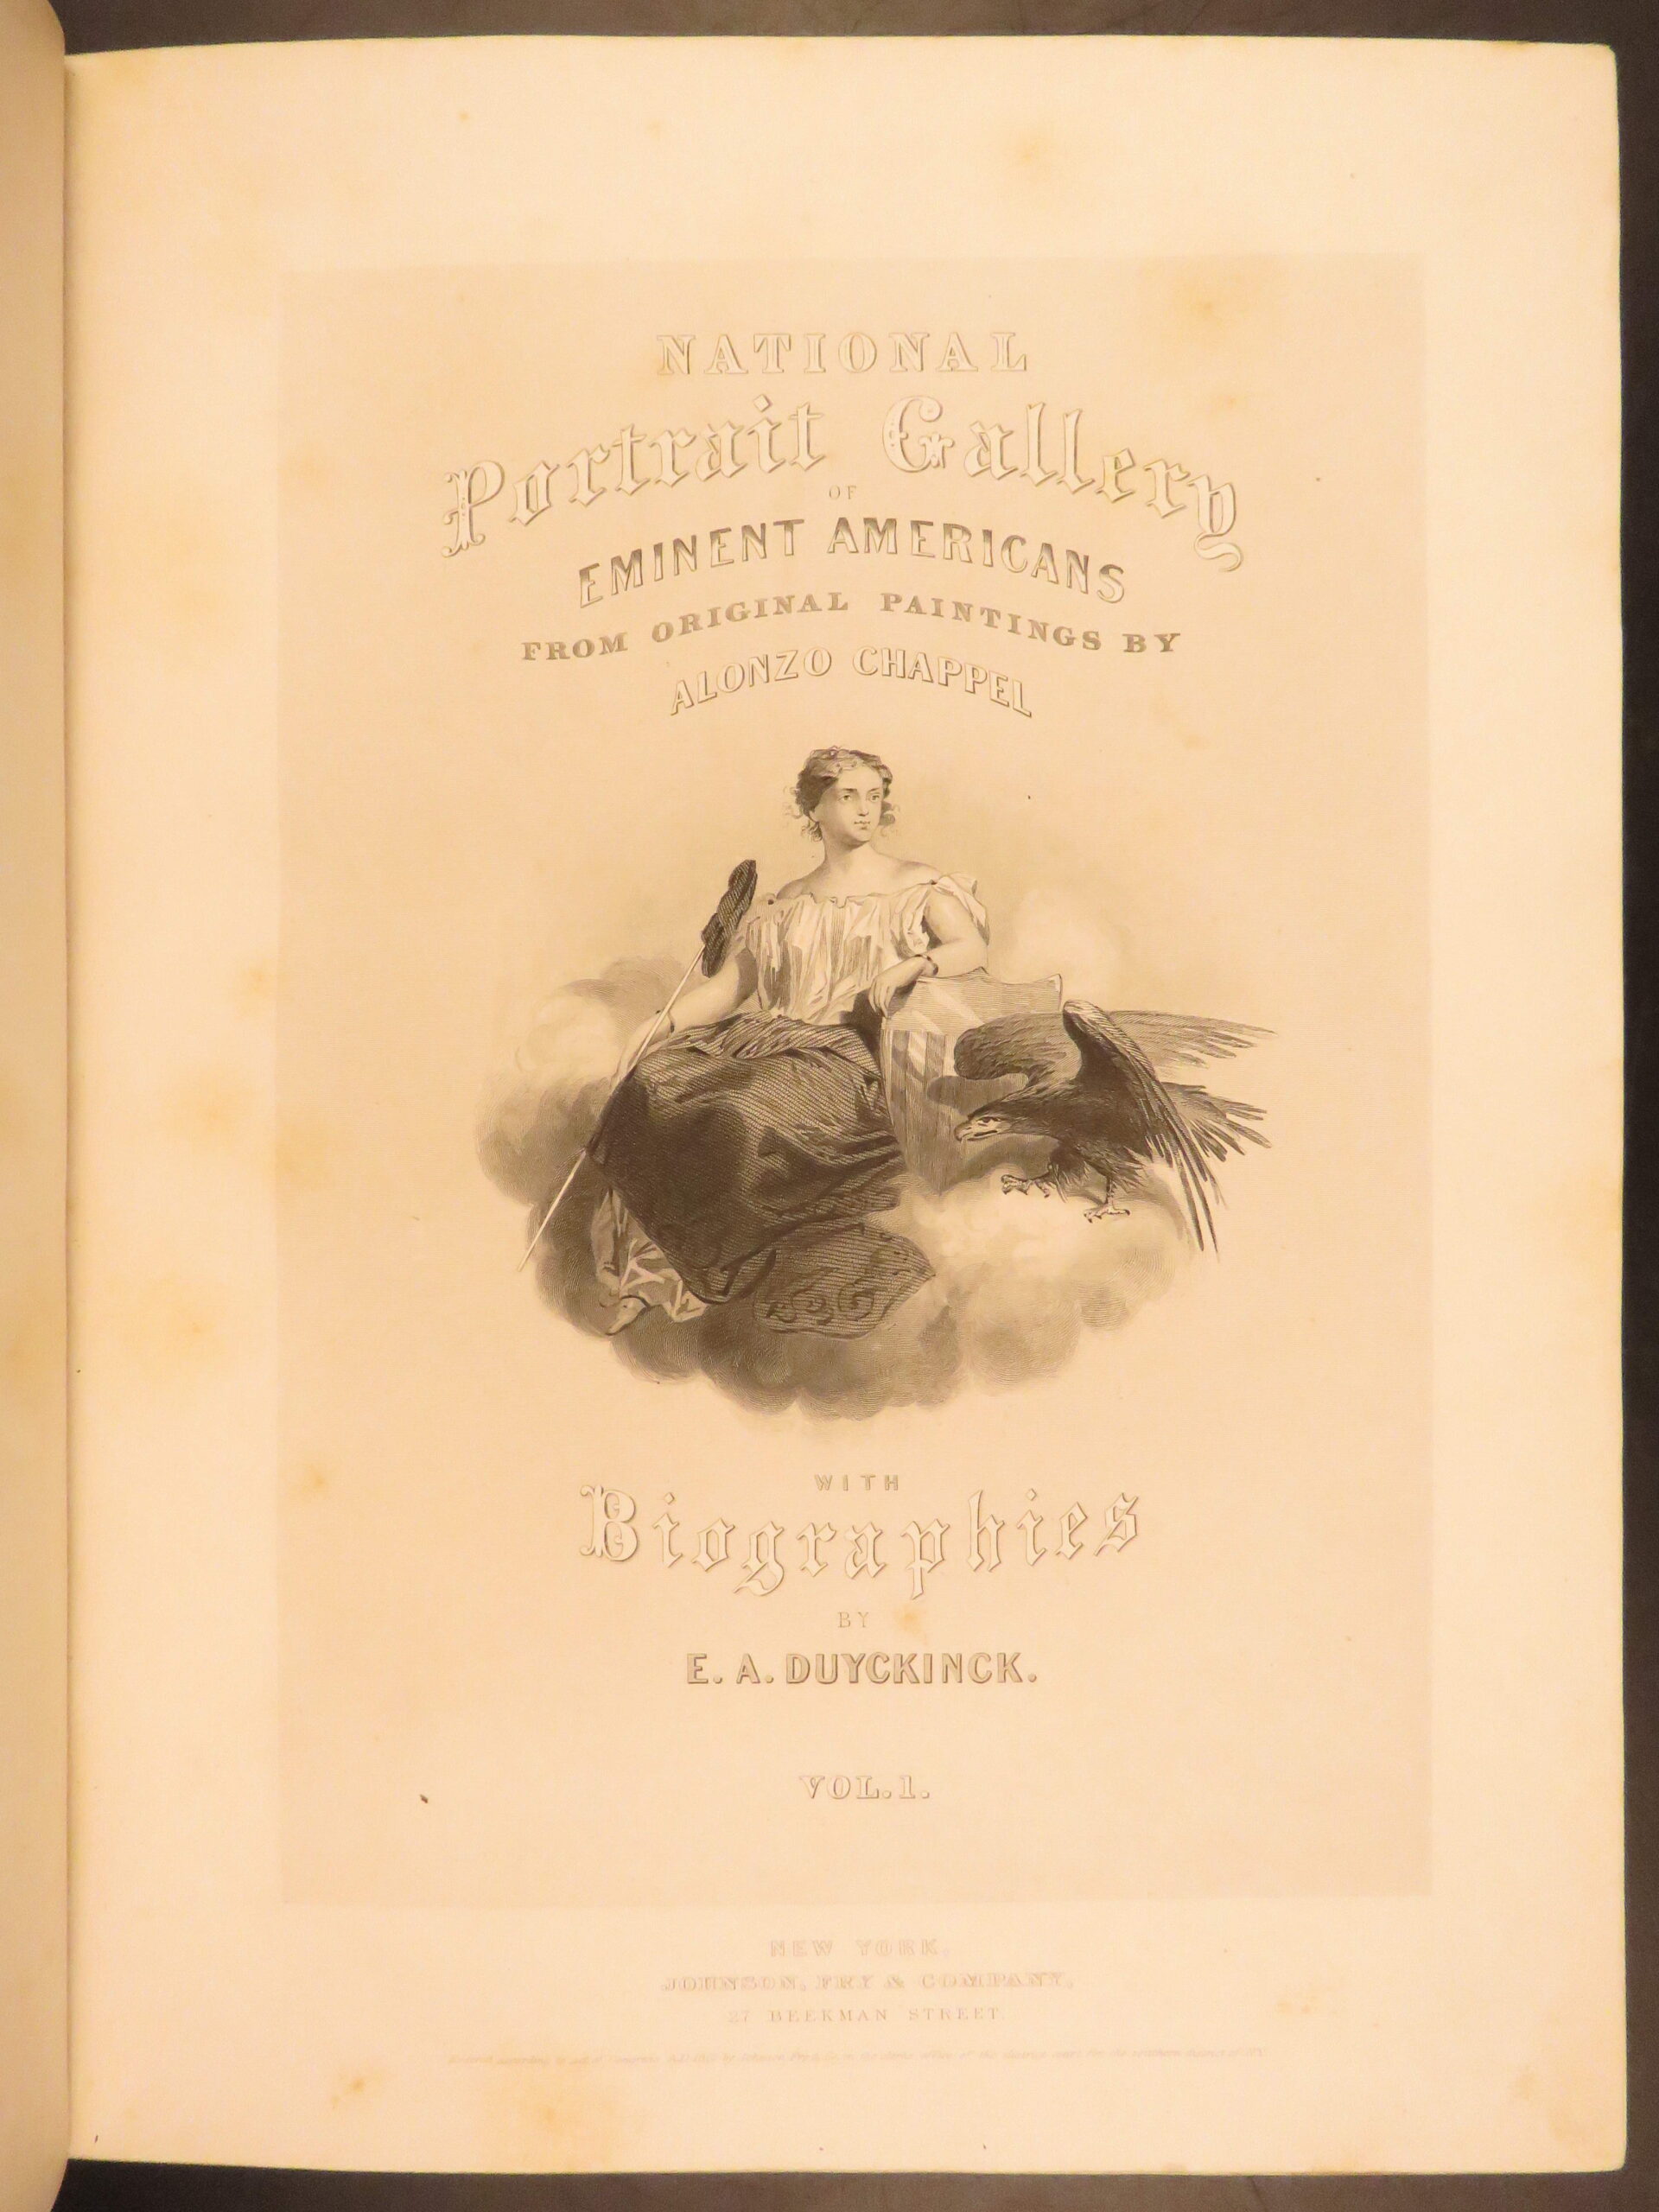 NATIONAL
Portrait Gallery
OF
EMINENT AMERICANS
FROM ORIGINAL PAINTINGS BY
ALONZO CHAPPEL
WITH
Biographies
BY
E. A. DUYCKINCK.
VOL. 1.
NEW YORK,
JOHNSON, FRY & COMPANY,
27 BEEKMAN STREET.